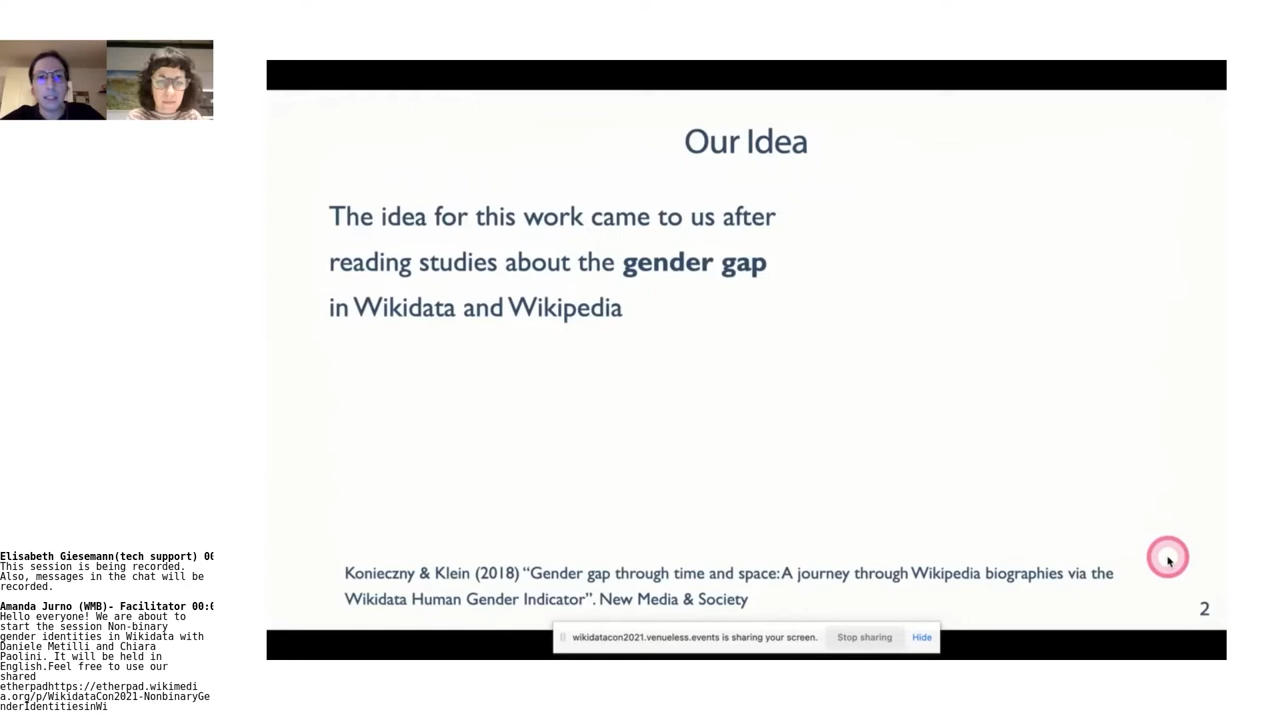 Our Idea
The idea for this work came to us after
reading studies about the gender gap
in Wikidata and Wikipedia
Konieczny & Klein (2018) “Gender gap through time and space: A journey through Wikipedia biographies via the
Wikidata Human Gender Indicator”. New Media & Society
2
wikidatacon2021.venueless.events is sharing your screen. Stop sharing Hide
Elisabeth Giesemann(tech support)
This session is being recorded.
Also, messages in the chat will be
recorded.
Amanda Jurno (WMB)- Facilitator
Hello everyone! We are about to
start the session Non-binary
gender identities in Wikidata with
Daniele Metilli and Chiara
Paolini. It will be held in
English.Feel free to use our
shared
etherpadhttps://etherpad.wikimedi
a.org/p/WikidataCon2021-NonbinaryGe
nderIdentitiesinWi